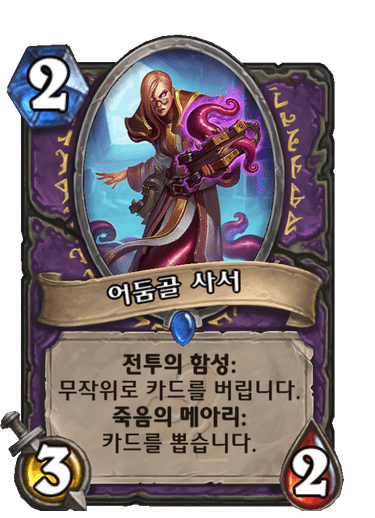 2
어둠골 사서
전투의 함성:
무작위로 카드를 버립니다.
죽음의 메아리:
카드를 뽑습니다.
3
2